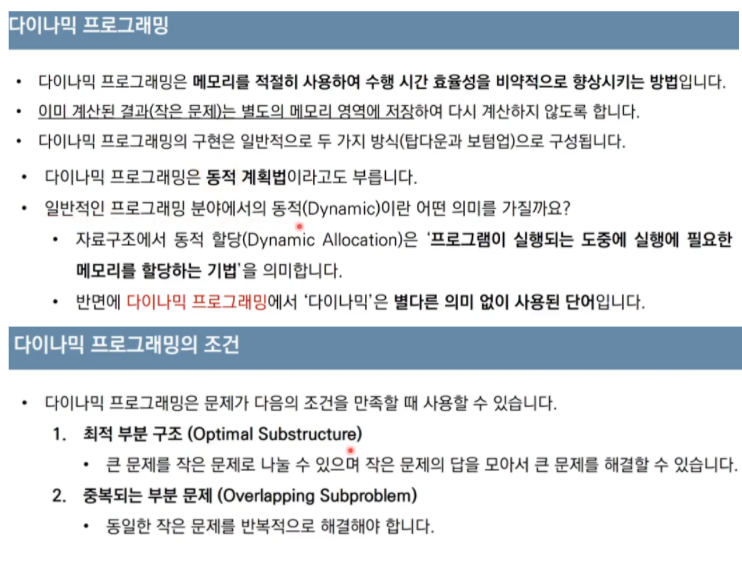 다이나믹 프로그래밍
• 다이나믹 프로그래밍은 메모리를 적절히 사용하여 수행 시간 효율성을 비약적으로 향상시키는 방법입니다.
• 이미 계산된 결과(작은 문제)는 별도의 메모리 영역에 저장하여 다시 계산하지 않도록 합니다.
• 다이나믹 프로그래밍의 구현은 일반적으로 두 가지 방식(탑다운과 보텀업)으로 구성됩니다.
• 다이나믹 프로그래밍은 동적 계획법이라고도 부릅니다.
• 일반적인 프로그래밍 분야에서의 동적(Dynamic)이란 어떤 의미를 가질까요?
• 자료구조에서 동적 할당(Dynamic Allocation)은 ‘프로그램이 실행되는 도중에 실행에 필요한
메모리를 할당하는 기법’을 의미합니다.
• 반면에 다이나믹 프로그래밍에서 ‘다이나믹’은 별다른 의미 없이 사용된 단어입니다.
다이나믹 프로그래밍의 조건
• 다이나믹 프로그래밍은 문제가 다음의 조건을 만족할 때 사용할 수 있습니다.
1. 최적 부분 구조 (Optimal Substructure)
• 큰 문제를 작은 문제로 나눌 수 있으며 작은 문제의 답을 모아서 큰 문제를 해결할 수 있습니다.
2. 중복되는 부분 문제 (Overlapping Subproblem)
• 동일한 작은 문제를 반복적으로 해결해야 합니다.